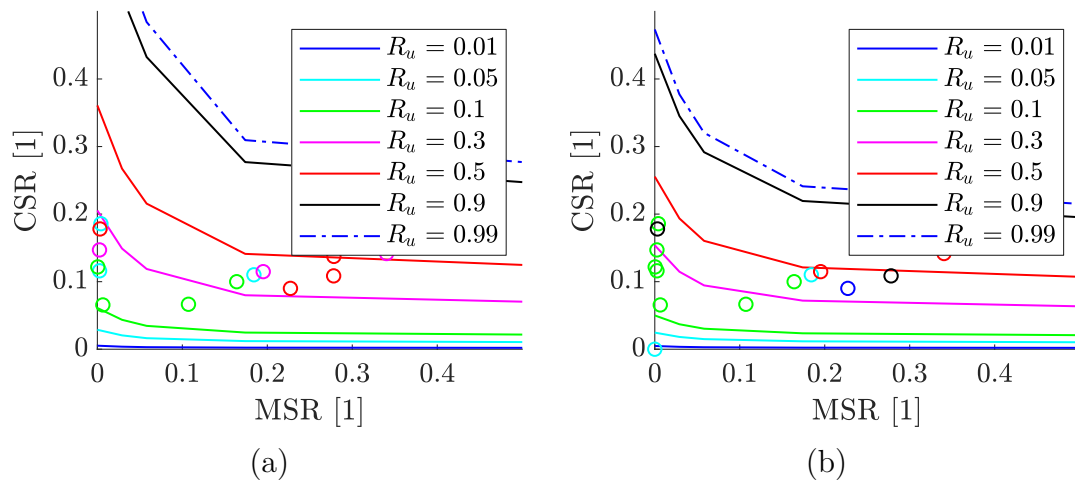 CSR [1]
0.4
0.3
0.2
0.1
0
0 0.1 0.2 0.3 0.4
MSR [1]
R_u = 0.01
R_u = 0.05
R_u = 0.1
R_u = 0.3
R_u = 0.5
R_u = 0.9
R_u = 0.99
(a)
CSR [1]
0.4
0.3
0.2
0.1
0
0 0.1 0.2 0.3 0.4
MSR [1]
R_u = 0.01
R_u = 0.05
R_u = 0.1
R_u = 0.3
R_u = 0.5
R_u = 0.9
R_u = 0.99
(b)